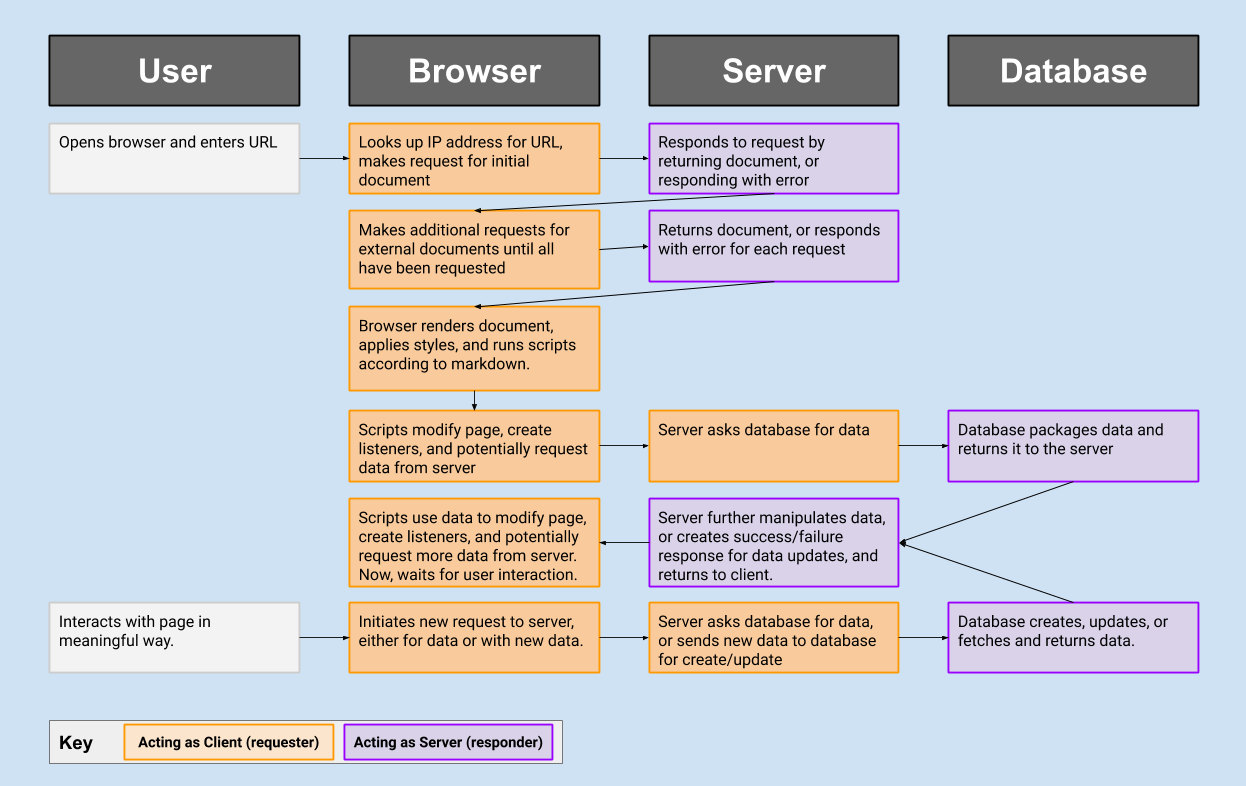 User
Browser
Server
Database
Opens browser and enters URL
Looks up IP address for URL,
makes request for initial
document
Responds to request by
returning document, or
responding with error
Makes additional requests for
external documents until all
have been requested
Returns document, or responds
with error for each request
Browser renders document,
applies styles, and runs scripts
according to markdown.
Scripts modify page, create
listeners, and potentially request
data from server
Server asks database for data
Database packages data and
returns it to the server
Scripts use data to modify page,
create listeners, and potentially
request more data from server.
Now, waits for user interaction.
Server further manipulates data,
or creates success/failure
response for data updates, and
returns to client.
Interacts with page in
meaningful way.
Initiates new request to server,
either for data or with new data.
Server asks database for data,
or sends new data to database
for create/update
Database creates, updates, or
fetches and returns data.
Key
Acting as Client (requester)
Acting as Server (responder)